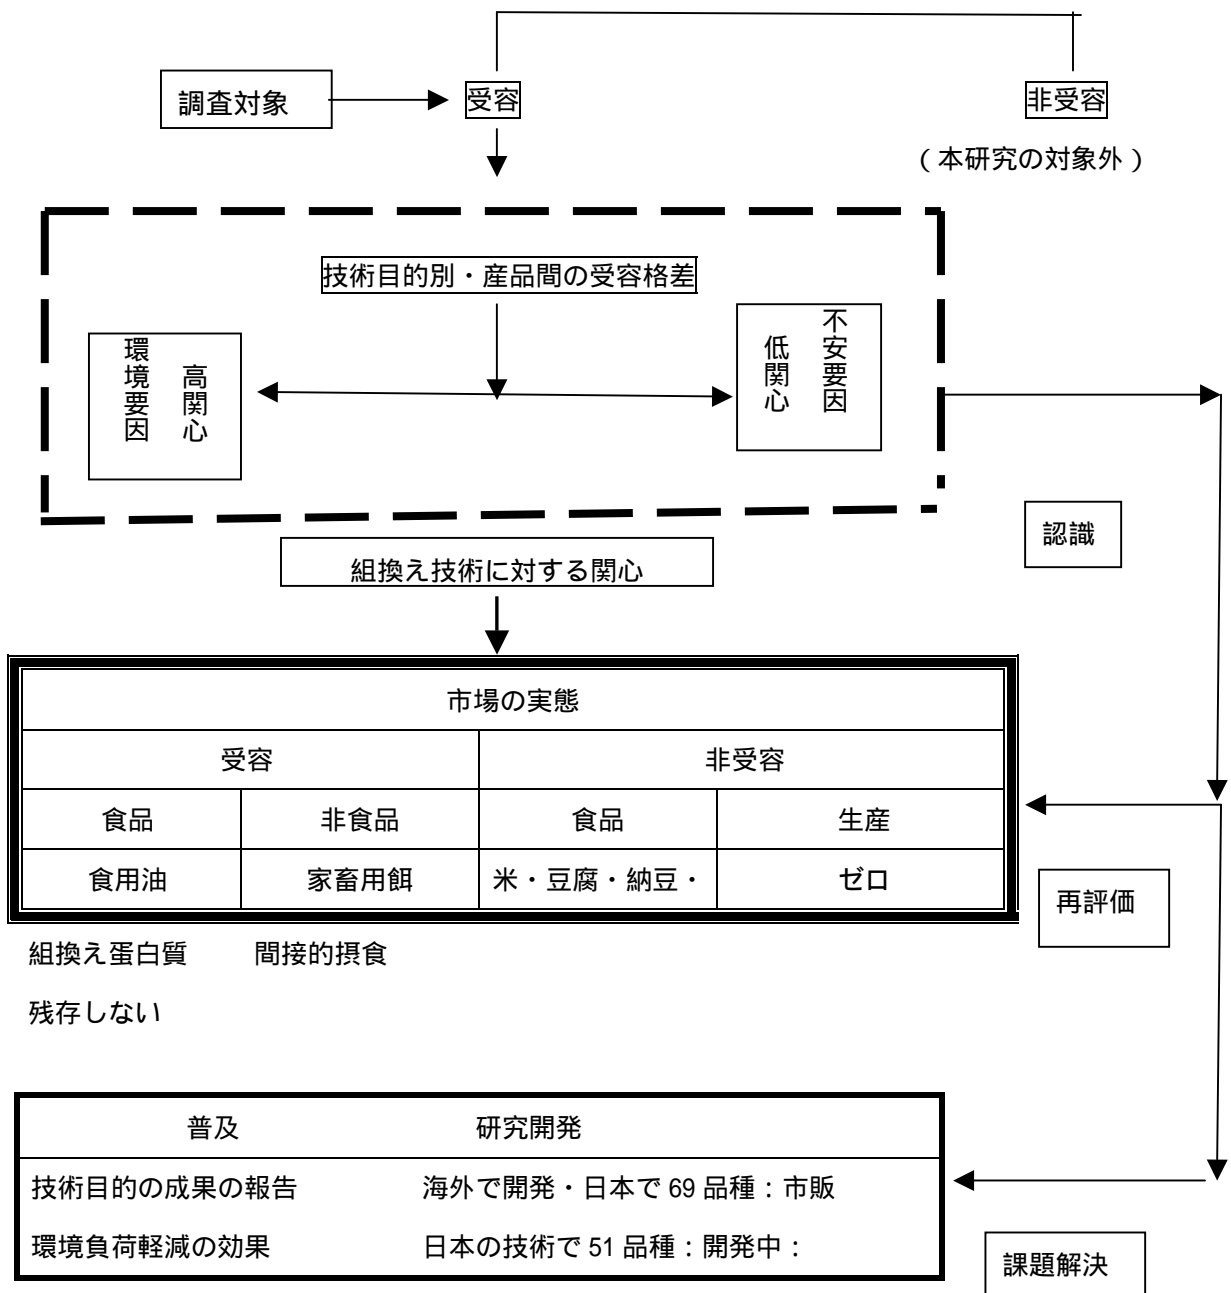 調査対象
受容
非受容
（本研究の対象外）
技術目的別・産品間の受容格差
環境要因
高関心
低関心
不安要因
認識
組換え技術に対する関心
市場の実態
受容 非受容
食品 非食品 食品 生産
食用油 家畜用餌 米・豆腐・納豆・ ゼロ
再評価
組換え蛋白質 間接的摂食
残存しない
普及 研究開発
技術目的の成果の報告 海外で開発・日本で 69 品種：市販
環境負荷軽減の効果 日本の技術で 51 品種：開発中：
課題解決